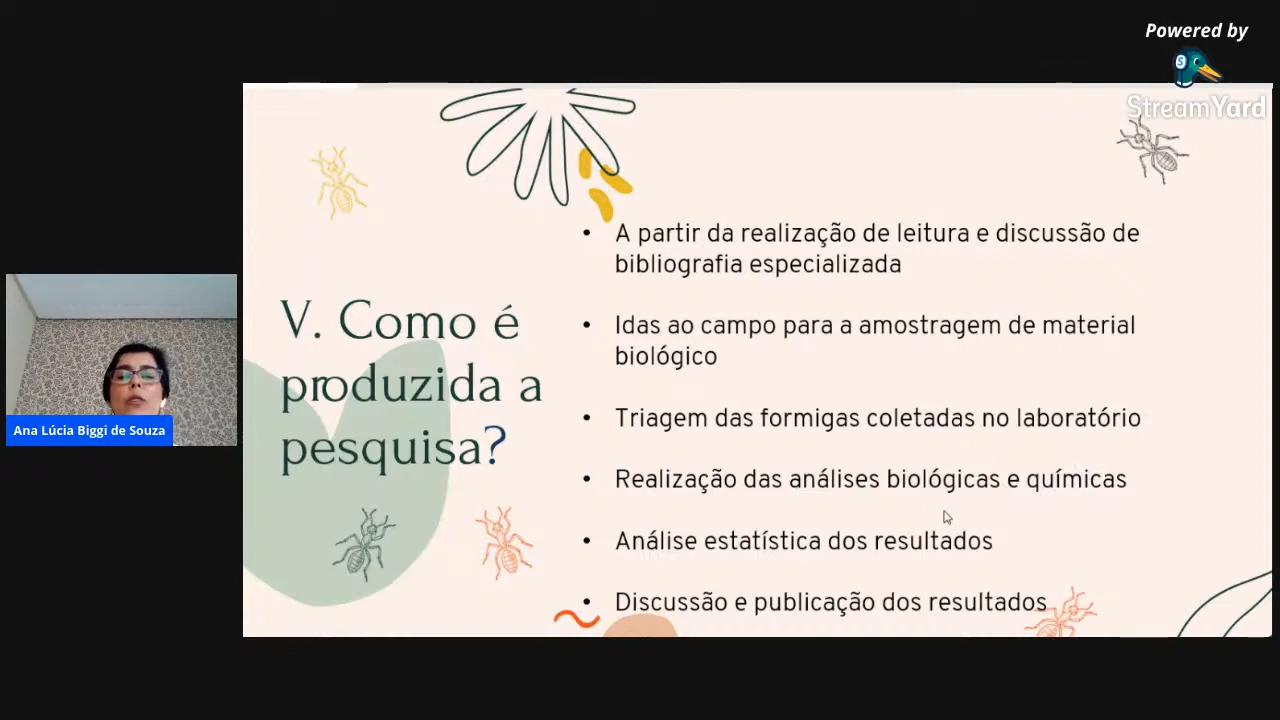 Powered by
StreamYard
V. Como é
produzida a
pesquisa?
• A partir da realização de leitura e discussão de
bibliografia especializada
• Idas ao campo para a amostragem de material
biológico
• Triagem das formigas coletadas no laboratório
• Realização das análises biológicas e químicas
• Análise estatística dos resultados
• Discussão e publicação dos resultados
Ana Lúcia Biggi de Souza